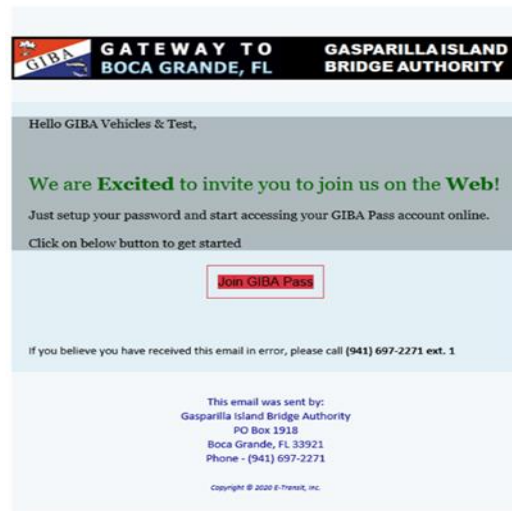 GIBA
GATEWAY TO
BOCA GRANDE, FL
GASPARILLA ISLAND
BRIDGE AUTHORITY
Hello GIBA Vehicles & Test,
We are Excited to invite you to join us on the Web!
Just setup your password and start accessing your GIBA Pass account online.
Click on below button to get started
Join GIBA Pass
If you believe you have received this email in error, please call (941) 697-2271 ext. 1
This email was sent by:
Gasparilla Island Bridge Authority
PO Box 1918
Boca Grande, FL 33921
Phone - (941) 697-2271
Copyright © 2020 E-Transit, Inc.